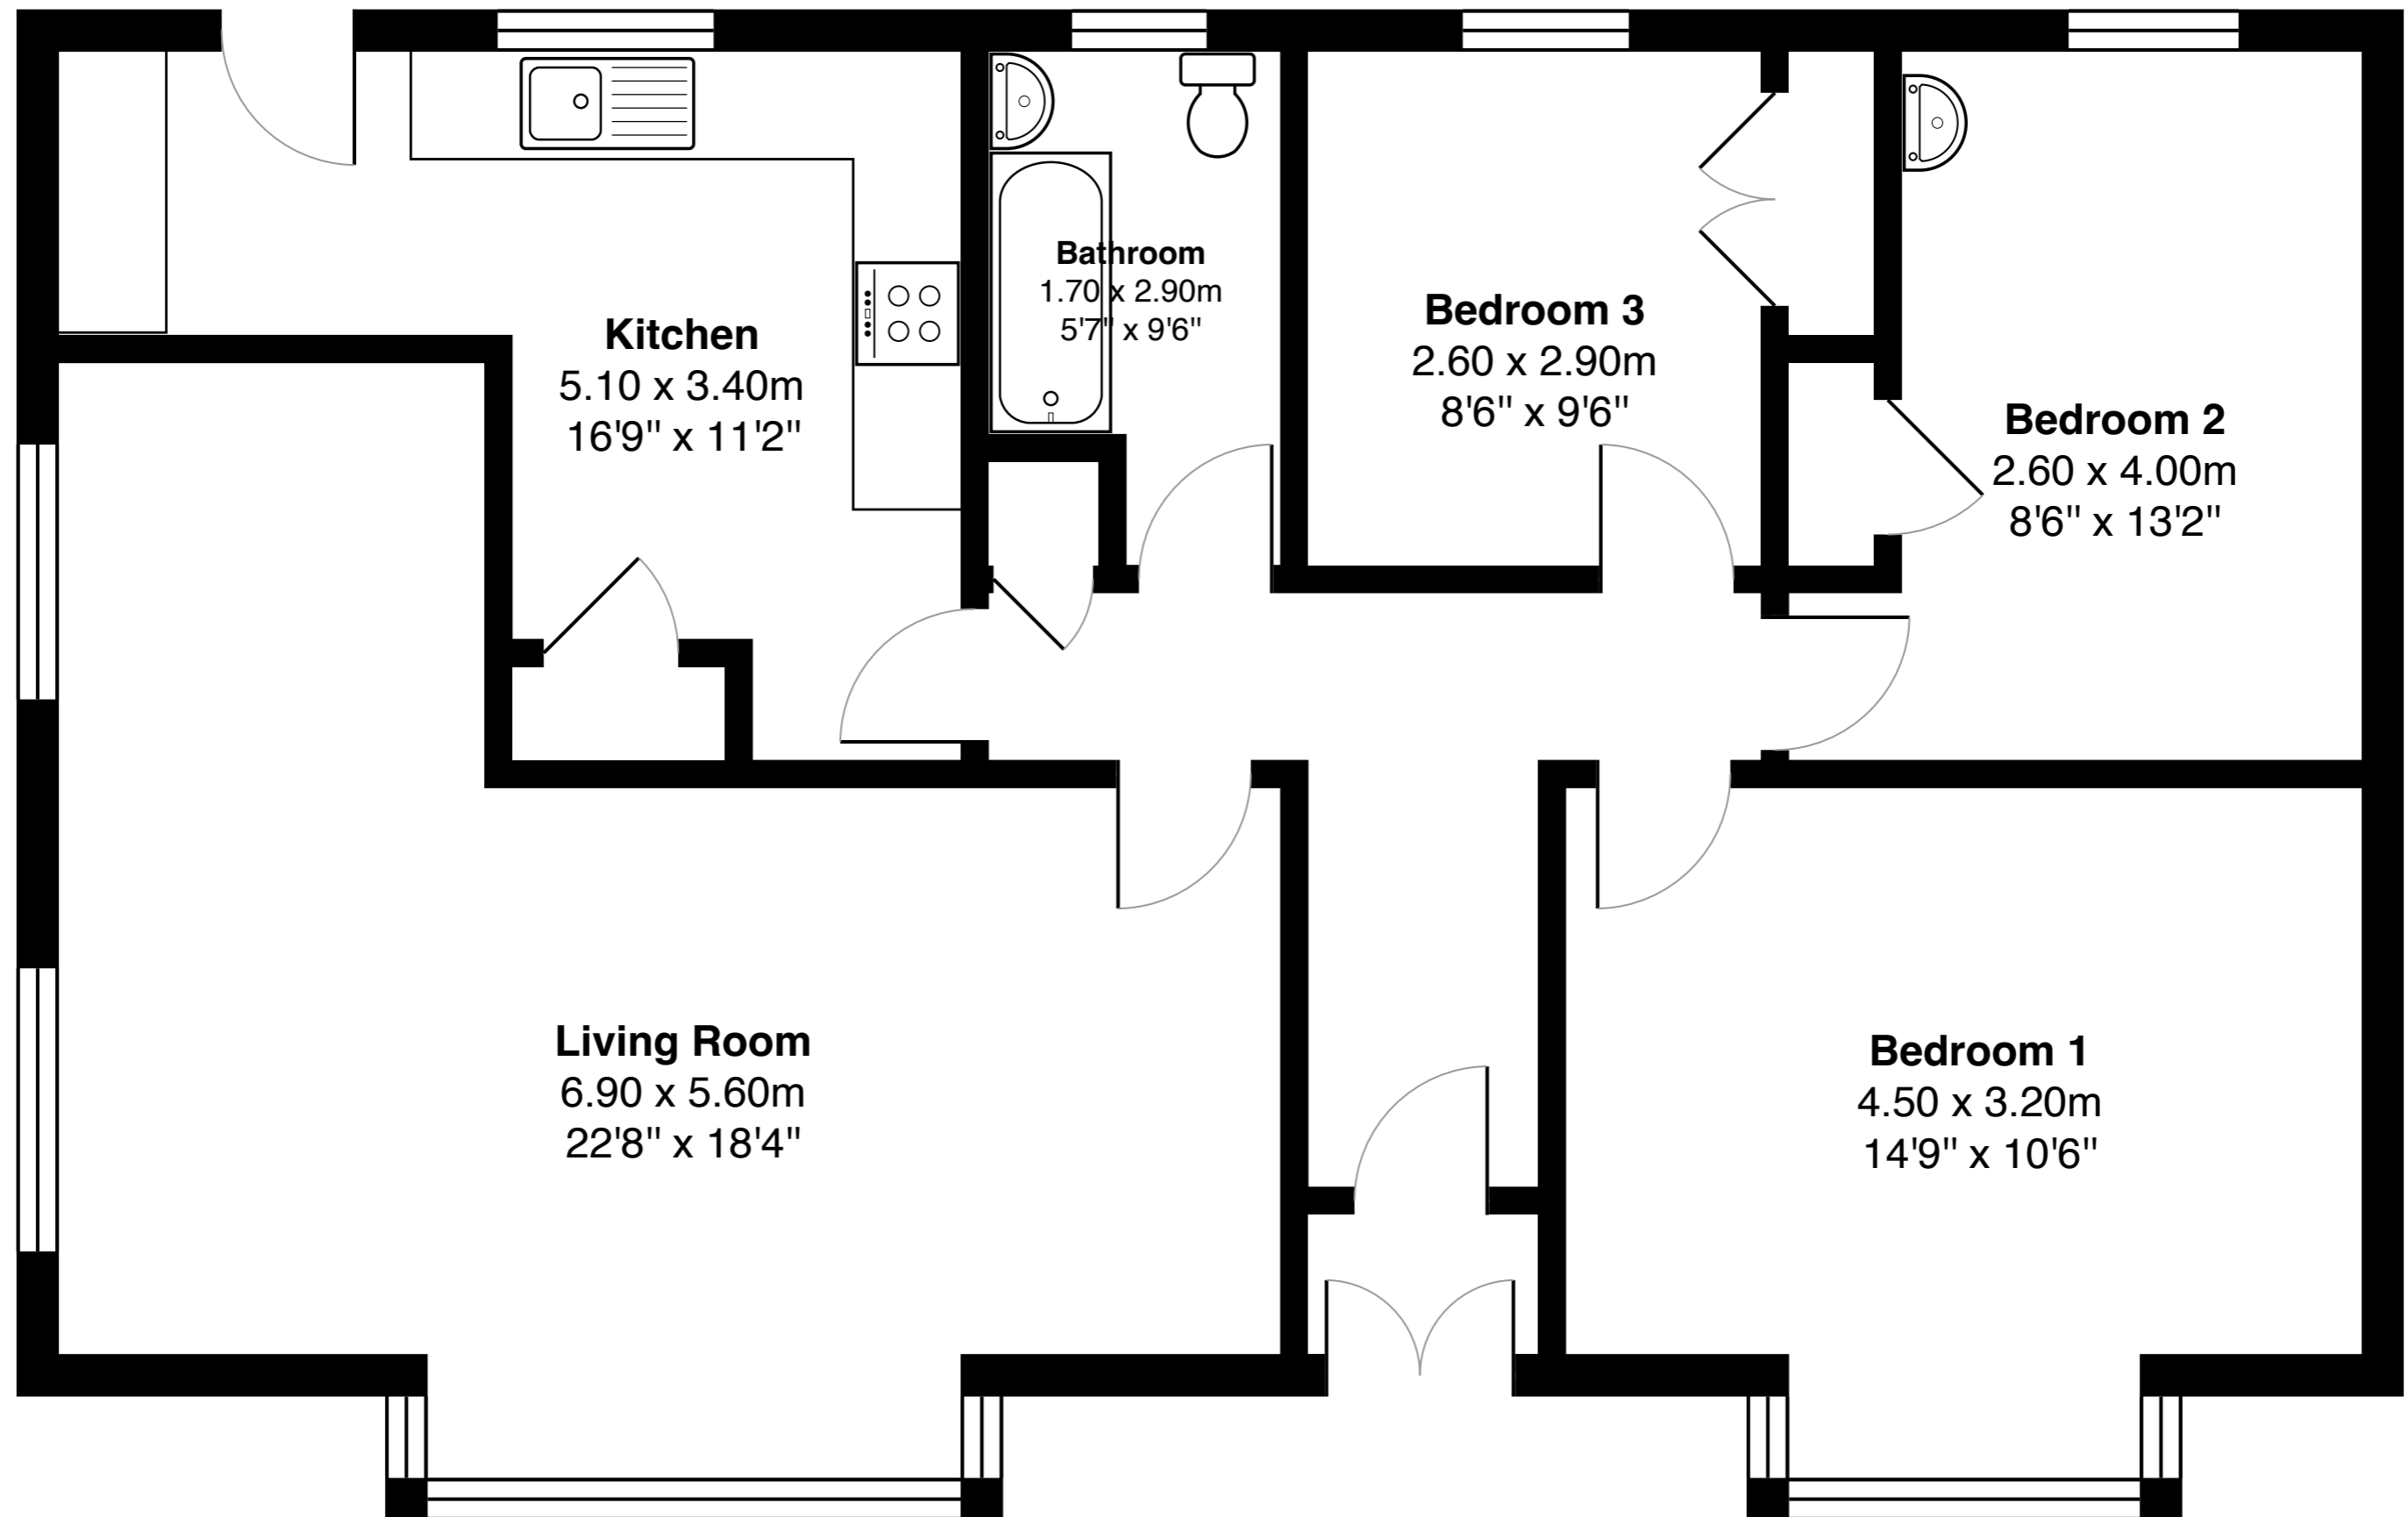 Kitchen
5.10 x 3.40m
16'9" x 11'2"
Bathroom
1.70 x 2.90m
5'7" x 9'6"
Bedroom 3
2.60 x 2.90m
8'6" x 9'6"
Bedroom 2
2.60 x 4.00m
8'6" x 13'2"
Living Room
6.90 x 5.60m
22'8" x 18'4"
Bedroom 1
4.50 x 3.20m
14'9" x 10'6"